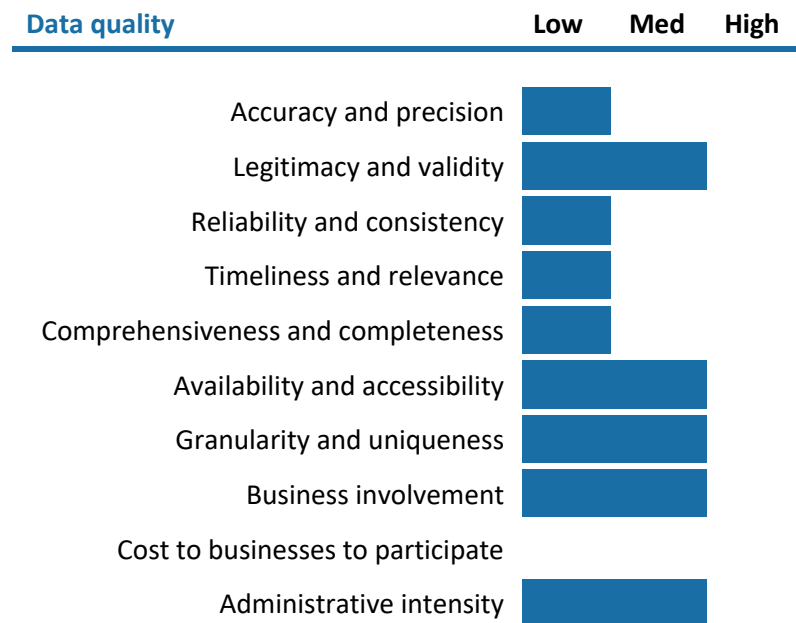 Data quality Low Med High
Accuracy and precision
Legitimacy and validity
Reliability and consistency
Timeliness and relevance
Comprehensiveness and completeness
Availability and accessibility
Granularity and uniqueness
Business involvement
Cost to businesses to participate
Administrative intensity